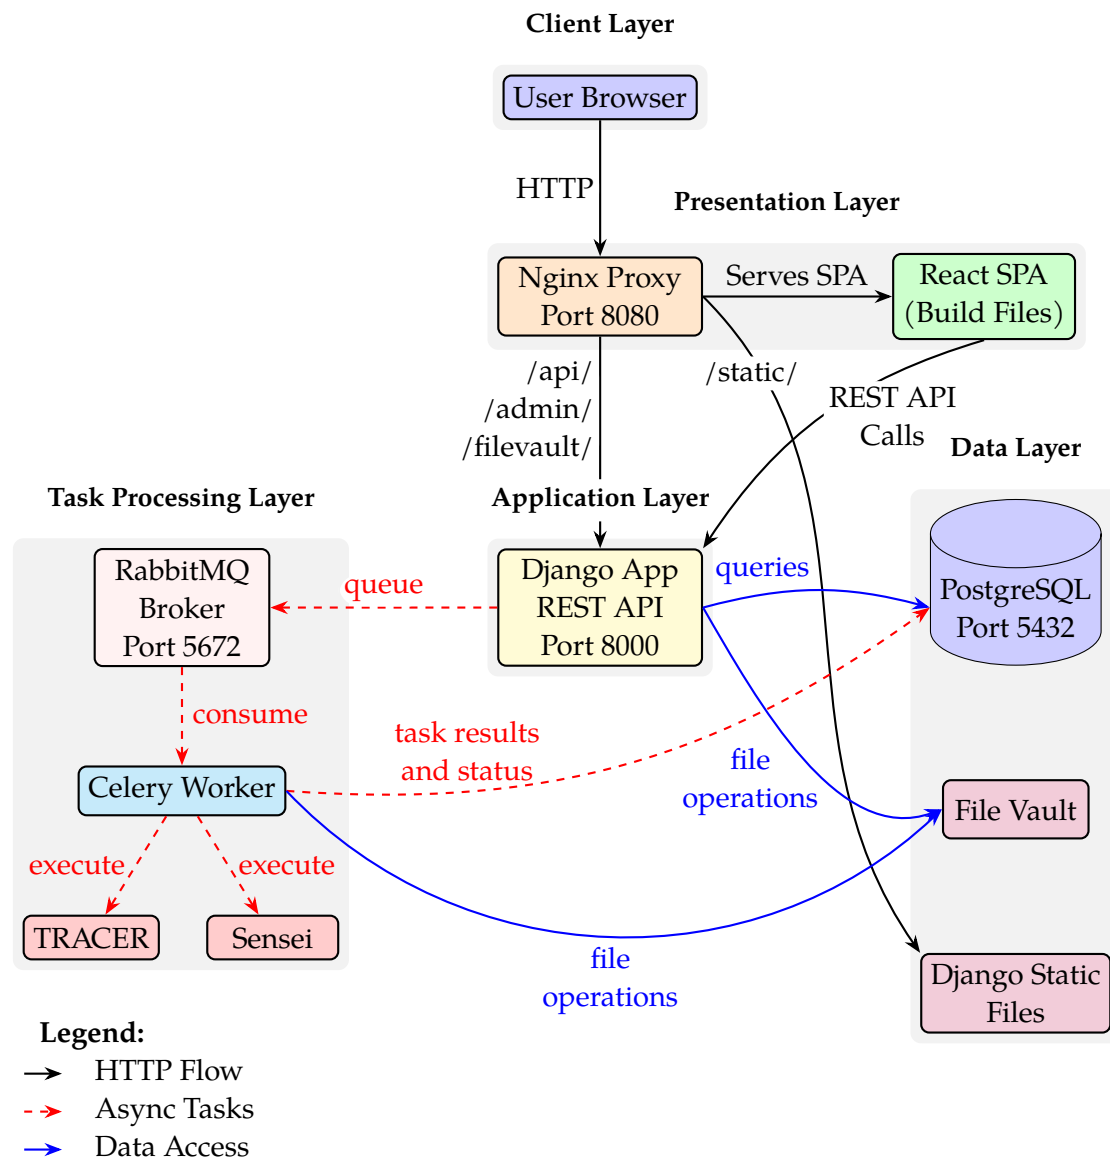 Client Layer
User Browser
HTTP
Presentation Layer
Nginx Proxy
Port 8080
Serves SPA
React SPA
(Build Files)
/api/
/admin/
/filevault/
/static/
REST API
Calls
Data Layer
Task Processing Layer
Application Layer
RabbitMQ
Broker
Port 5672
queue
Django App
REST API
Port 8000
queries
PostgreSQL
Port 5432
consume
task results
and status
file
operations
Celery Worker
File Vault
execute
execute
TRACER
Sensei
file
operations
Django Static
Files
Legend:
HTTP Flow
Async Tasks
Data Access